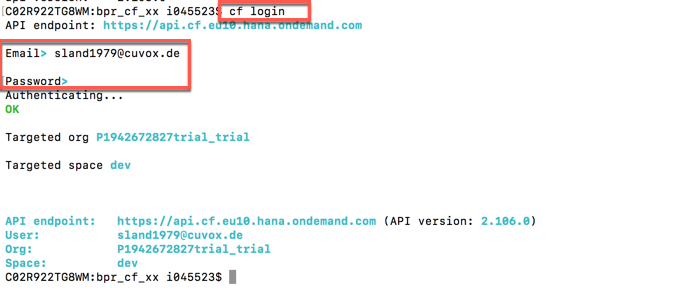 C02R922TG8WM:bpr_cf_xx i045523$ cf login
API endpoint: https://api.cf.eu10.hana.ondemand.com
Email> sland1979@cuvox.de
Password>
Authenticating...
OK
Targeted org P1942672827trial_trial
Targeted space dev
API endpoint: https://api.cf.eu10.hana.ondemand.com (API version: 2.106.0)
User: sland1979@cuvox.de
Org: P1942672827trial_trial
Space: dev
C02R922TG8WM:bpr_cf_xx i045523$